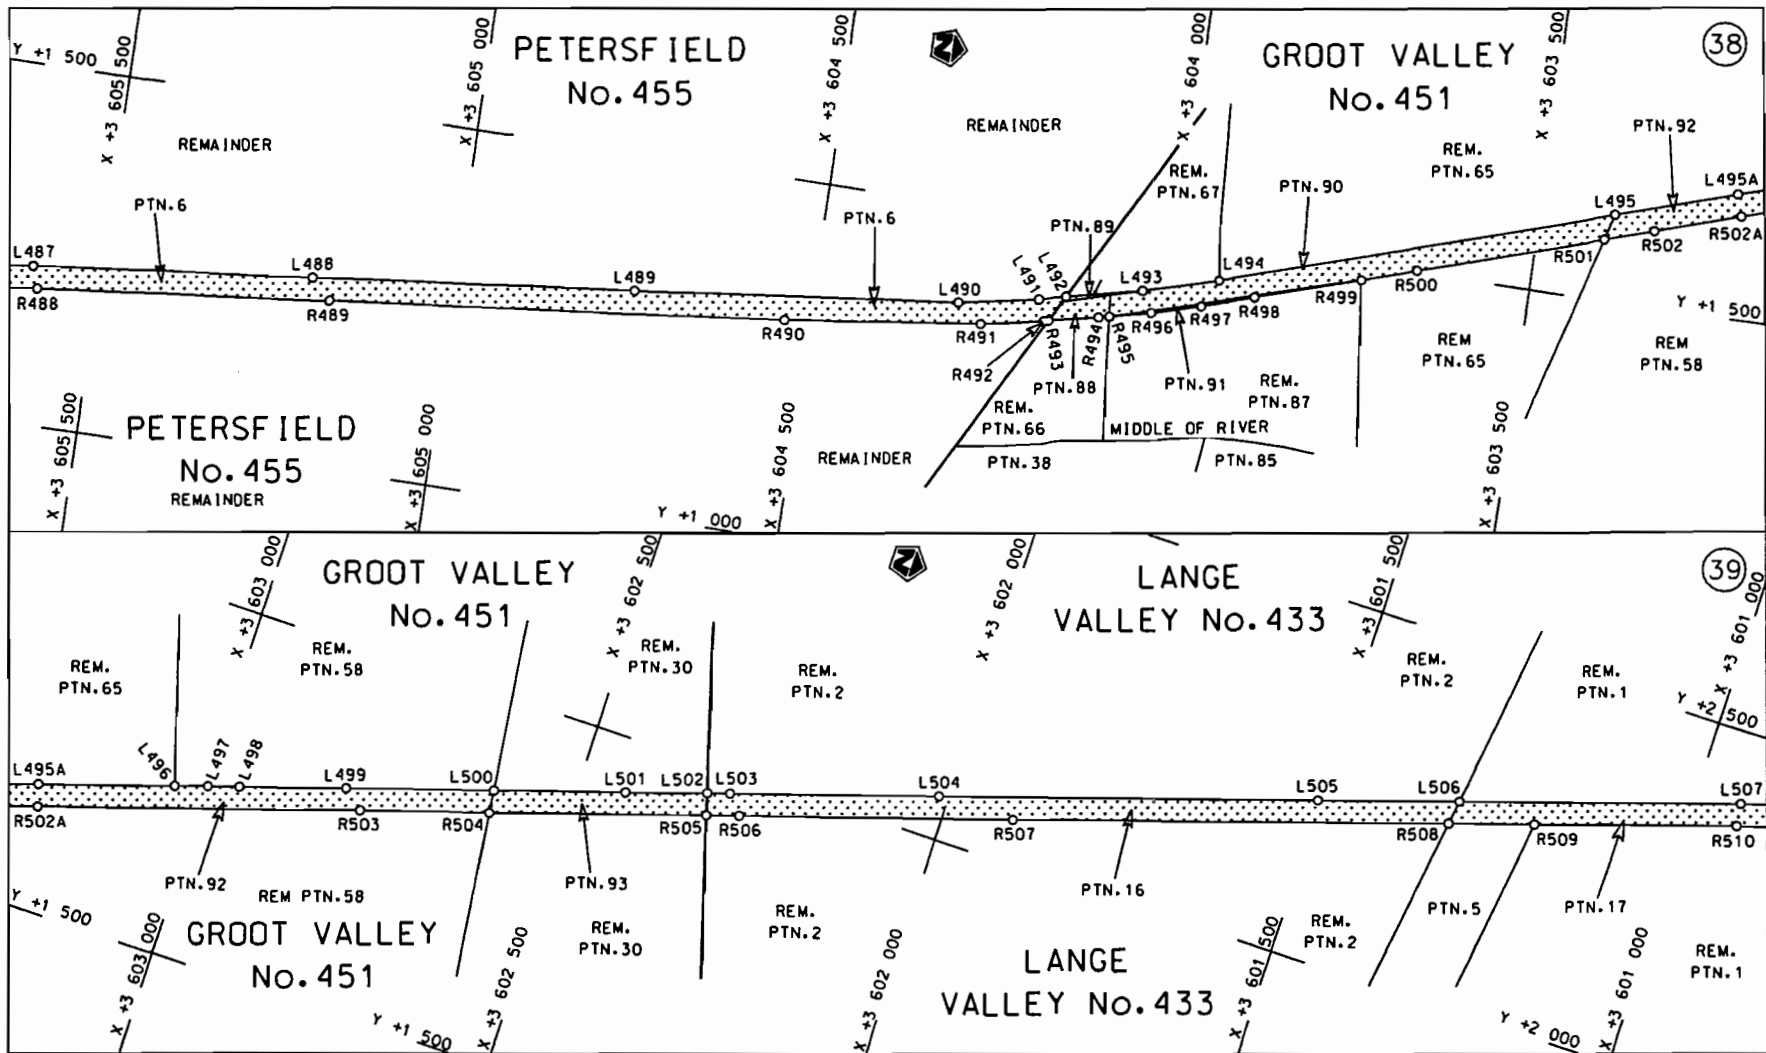 38
Y +1 500
X +3 605 500
X +3 605 000
PETERSFIELD
No.455
X +3 604 500
N
X +3 604 000
GROOT VALLEY
No.451
X +3 603 500
REMAINDER
REMAINDER
REM.
PTN.67
REM.
PTN.65
PTN.92
PTN.90
PTN.6
PTN.6
PTN.89
L487
L488
L489
L490
L491
L492
L493
L494
L495
L495A
R488
R489
R490
R491
R492
R493
R494
R495
R496
R497
R498
R499
R500
R501
R502
R502A
Y +1 500
PTN.88
PTN.91
REM.
PTN.87
REM
PTN.65
REM
PTN.58
REM.
PTN.66
MIDDLE OF RIVER
PTN.38
PTN.85
PETERSFIELD
No.455
REMAINDER
REMAINDER
X +3 605 500
X +3 605 000
Y +1 000
X +3 604 500
X +3 603 500
39
X +3 603 000
GROOT VALLEY
No.451
X +3 602 500
N
X +3 602 000
LANGE
VALLEY No.433
X +3 601 500
X +3 601 000
Y +2 500
REM.
PTN.65
REM.
PTN.58
REM.
PTN.30
REM.
PTN.2
REM.
PTN.2
REM.
PTN.1
L495A
L496
L497
L498
L499
L500
L501
L502
L503
L504
L505
L506
L507
R502A
R503
R504
R505
R506
R507
R508
R509
R510
PTN.92
PTN.93
PTN.16
PTN.5
PTN.17
REM PTN.58
REM.
PTN.30
REM.
PTN.2
REM.
PTN.2
REM.
PTN.1
Y +1 500
X +3 603 000
GROOT VALLEY
No.451
Y +1 500
X +3 602 500
X +3 602 000
LANGE
VALLEY No.433
X +3 601 500
Y +2 000
X +3 601 000